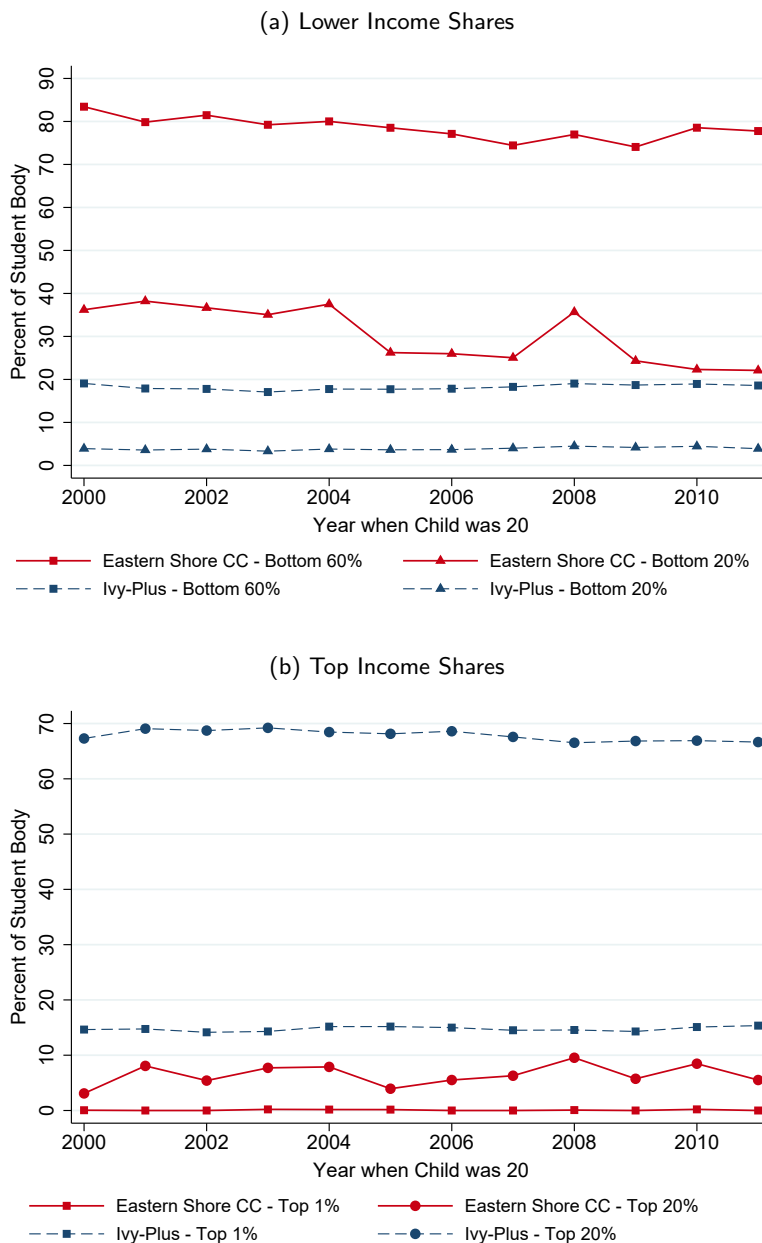 (a) Lower Income Shares
Percent of Student Body
90
80
70
60
50
40
30
20
10
0
2000 2002 2004 2006 2008 2010
Year when Child was 20
Eastern Shore CC - Bottom 60% Eastern Shore CC - Bottom 20%
Ivy-Plus - Bottom 60% Ivy-Plus - Bottom 20%
(b) Top Income Shares
Percent of Student Body
70
60
50
40
30
20
10
0
2000 2002 2004 2006 2008 2010
Year when Child was 20
Eastern Shore CC - Top 1% Eastern Shore CC - Top 20%
Ivy-Plus - Top 1% Ivy-Plus - Top 20%